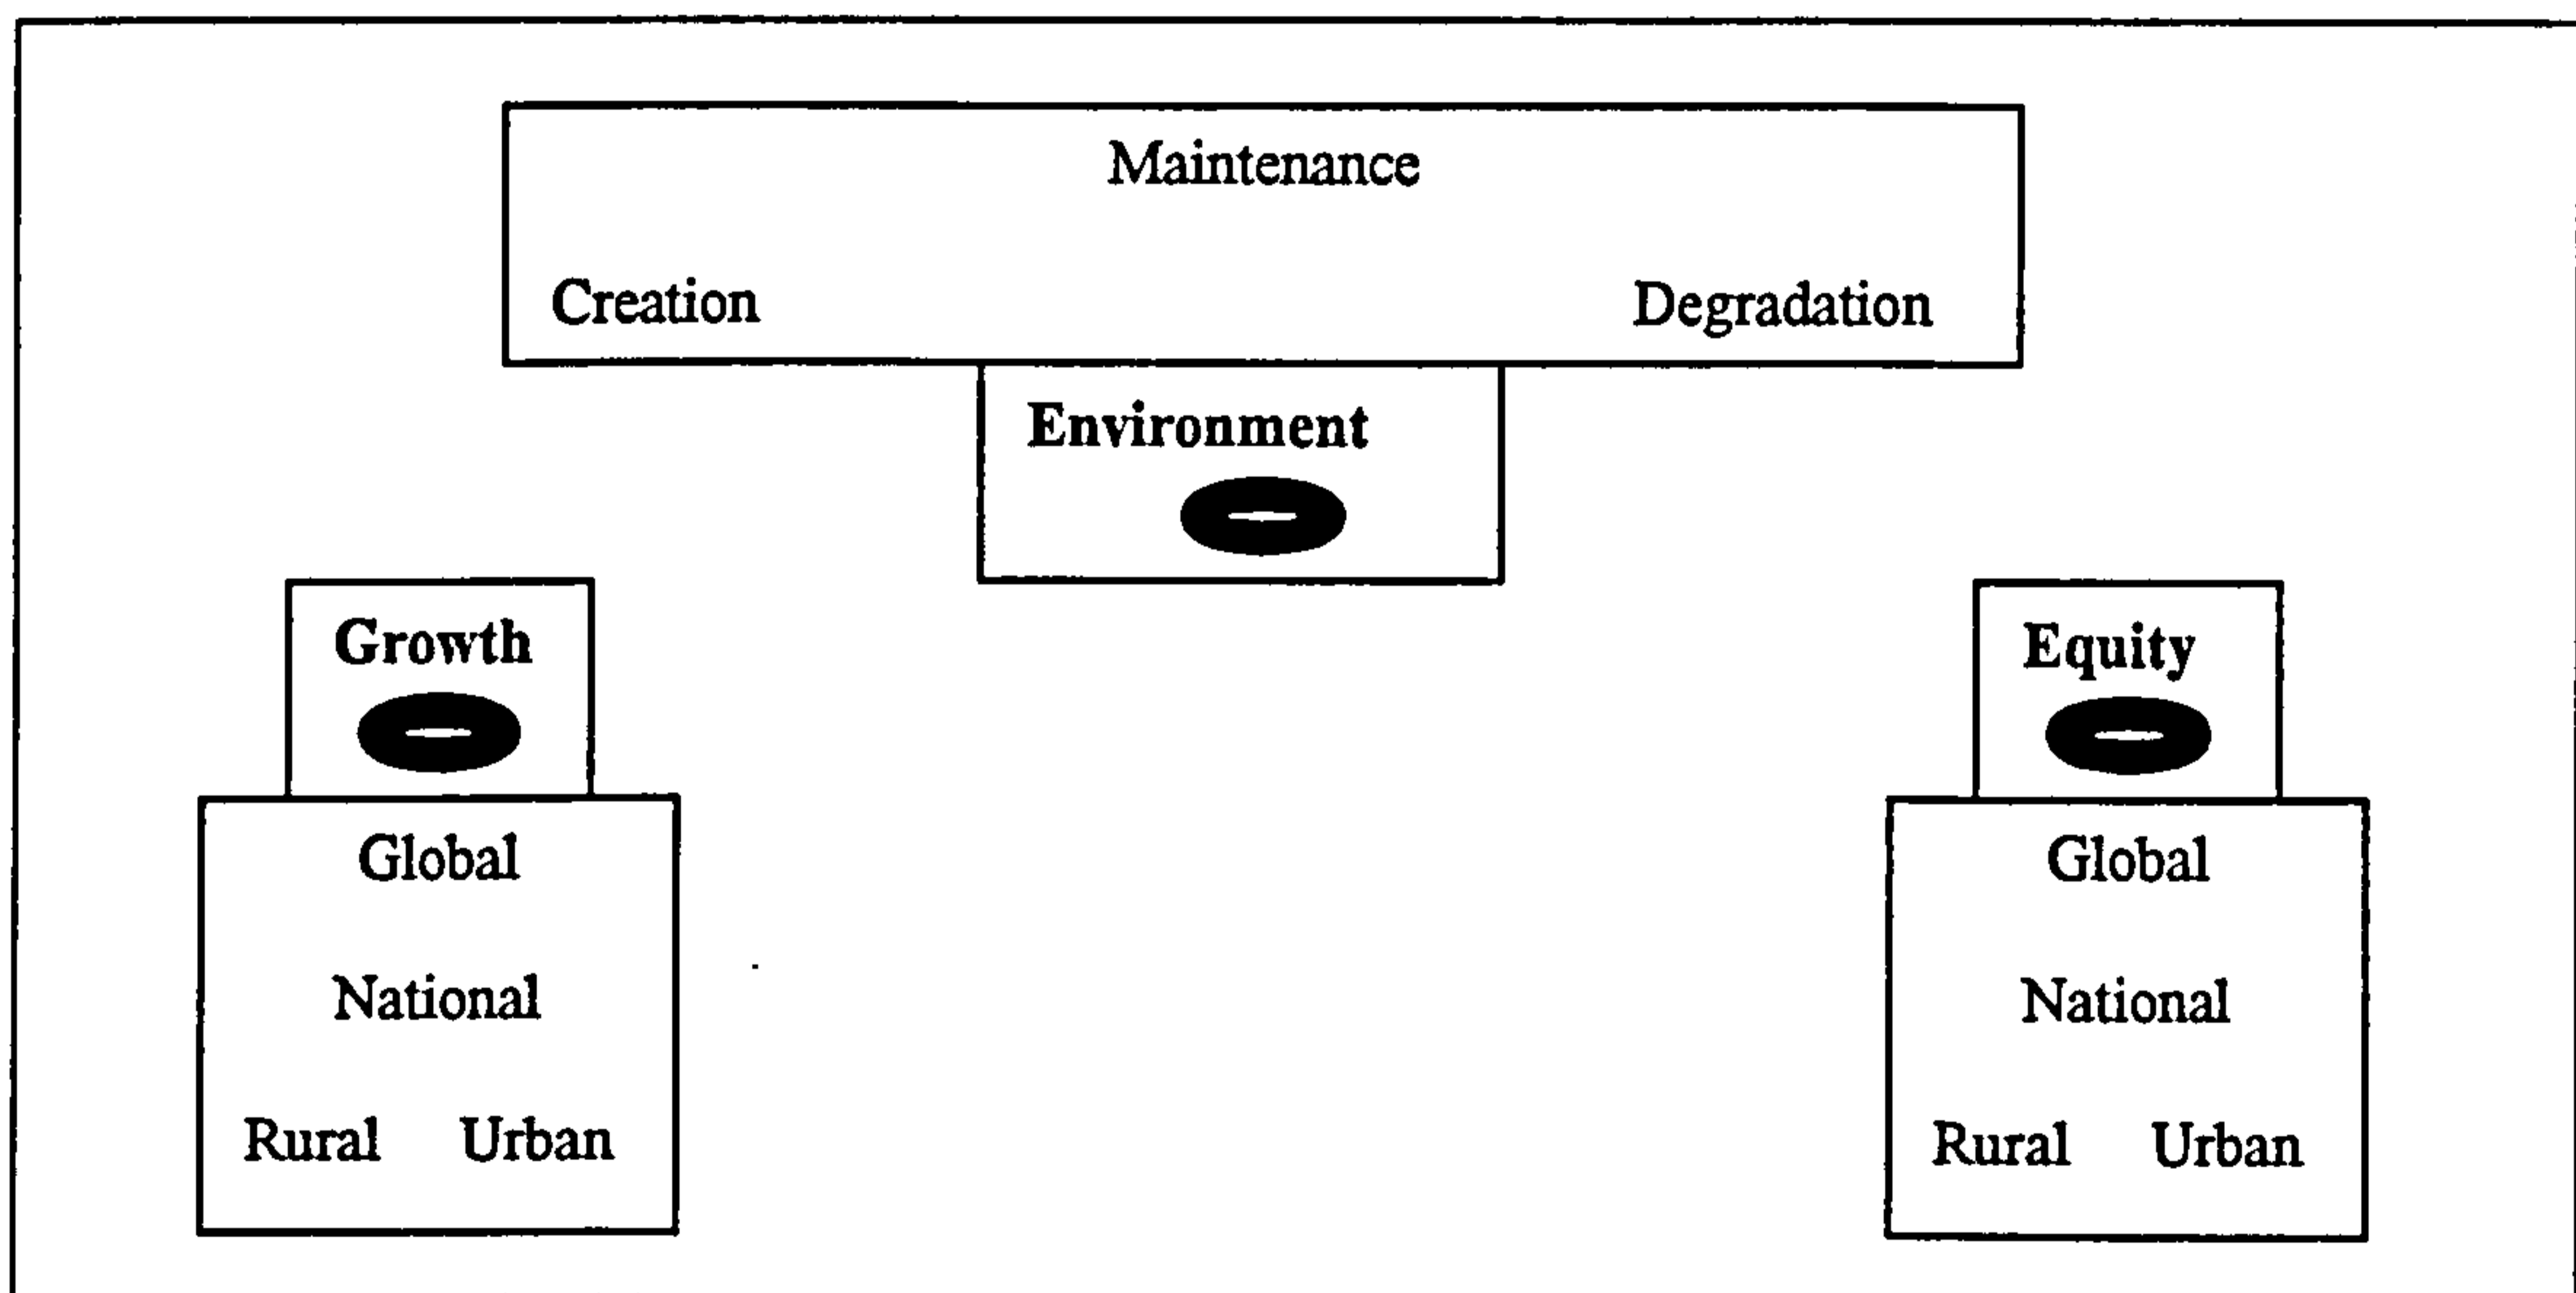 Maintenance
Creation Degradation
Environment
Growth Equity
Global Global
National National
Rural Urban Rural Urban